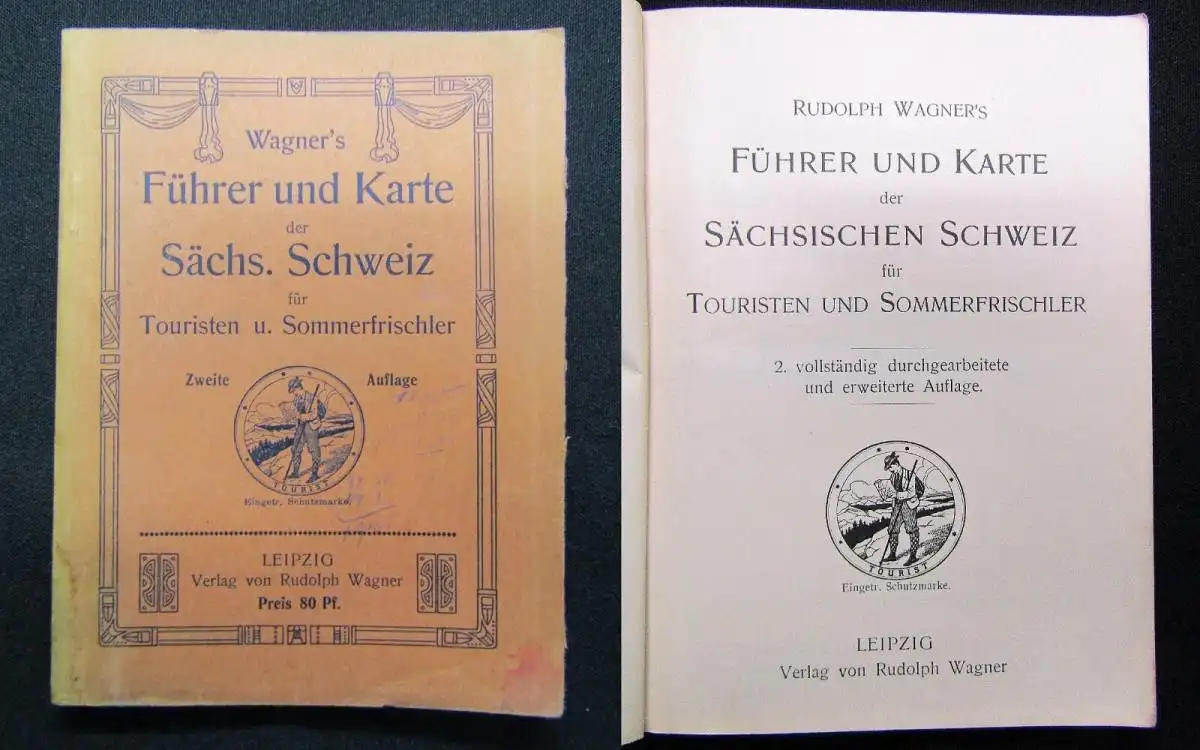 Wagner's
Führer und Karte
der
Sächs. Schweiz
für
Touristen u. Sommerfrischler
Zweite Auflage
TOURIST
Eingetr. Schutzmarke.
LEIPZIG
Verlag von Rudolph Wagner
Preis 80 Pf.
RUDOLPH WAGNER'S
FÜHRER UND KARTE
der
SÄCHSISCHEN SCHWEIZ
für
TOURISTEN UND SOMMERFRISCHLER
2. vollständig durchgearbeitete
und erweiterte Auflage.
TOURIST
Eingetr. Schutzmarke.
LEIPZIG
Verlag von Rudolph Wagner